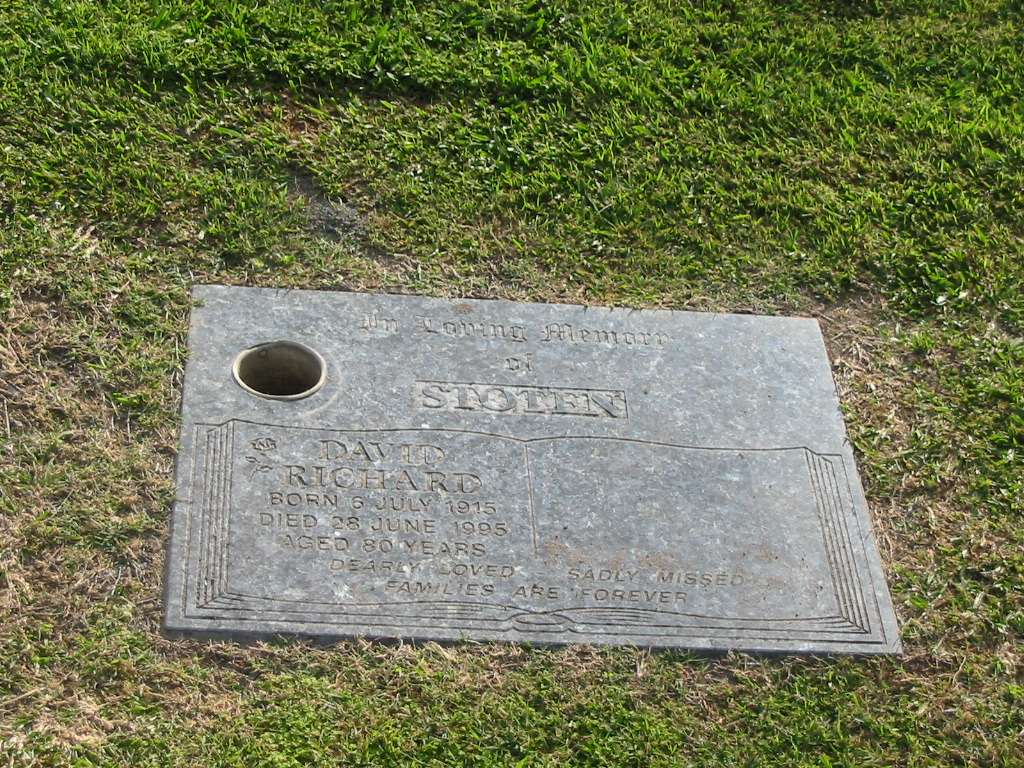 In Loving Memory
of
STOTEN
DAVID
RICHARD
BORN 6 JULY 1915
DIED 28 JUNE 1995
AGED 80 YEARS
DEARLY LOVED - SADLY MISSED
FAMILIES ARE FOREVER